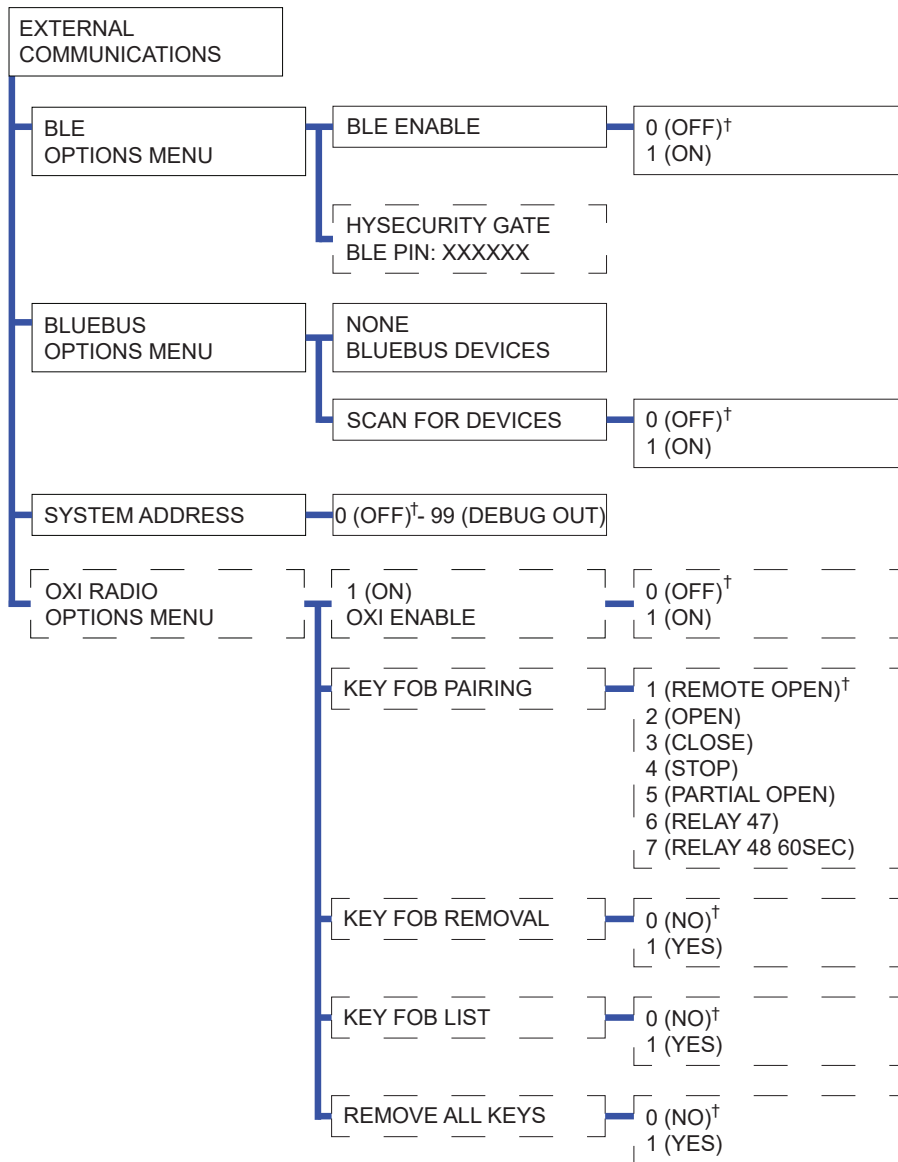 EXTERNAL
COMMUNICATIONS
BLE
OPTIONS MENU
BLE ENABLE
0 (OFF)†
1 (ON)
HYSECURITY GATE
BLE PIN: XXXXXX
BLUEBUS
OPTIONS MENU
NONE
BLUEBUS DEVICES
SCAN FOR DEVICES
0 (OFF)†
1 (ON)
SYSTEM ADDRESS
0 (OFF)†- 99 (DEBUG OUT)
OXI RADIO
OPTIONS MENU
1 (ON)
OXI ENABLE
0 (OFF)†
1 (ON)
KEY FOB PAIRING
1 (REMOTE OPEN)†
2 (OPEN)
3 (CLOSE)
4 (STOP)
5 (PARTIAL OPEN)
6 (RELAY 47)
7 (RELAY 48 60SEC)
KEY FOB REMOVAL
0 (NO)†
1 (YES)
KEY FOB LIST
0 (NO)†
1 (YES)
REMOVE ALL KEYS
0 (NO)†
1 (YES)